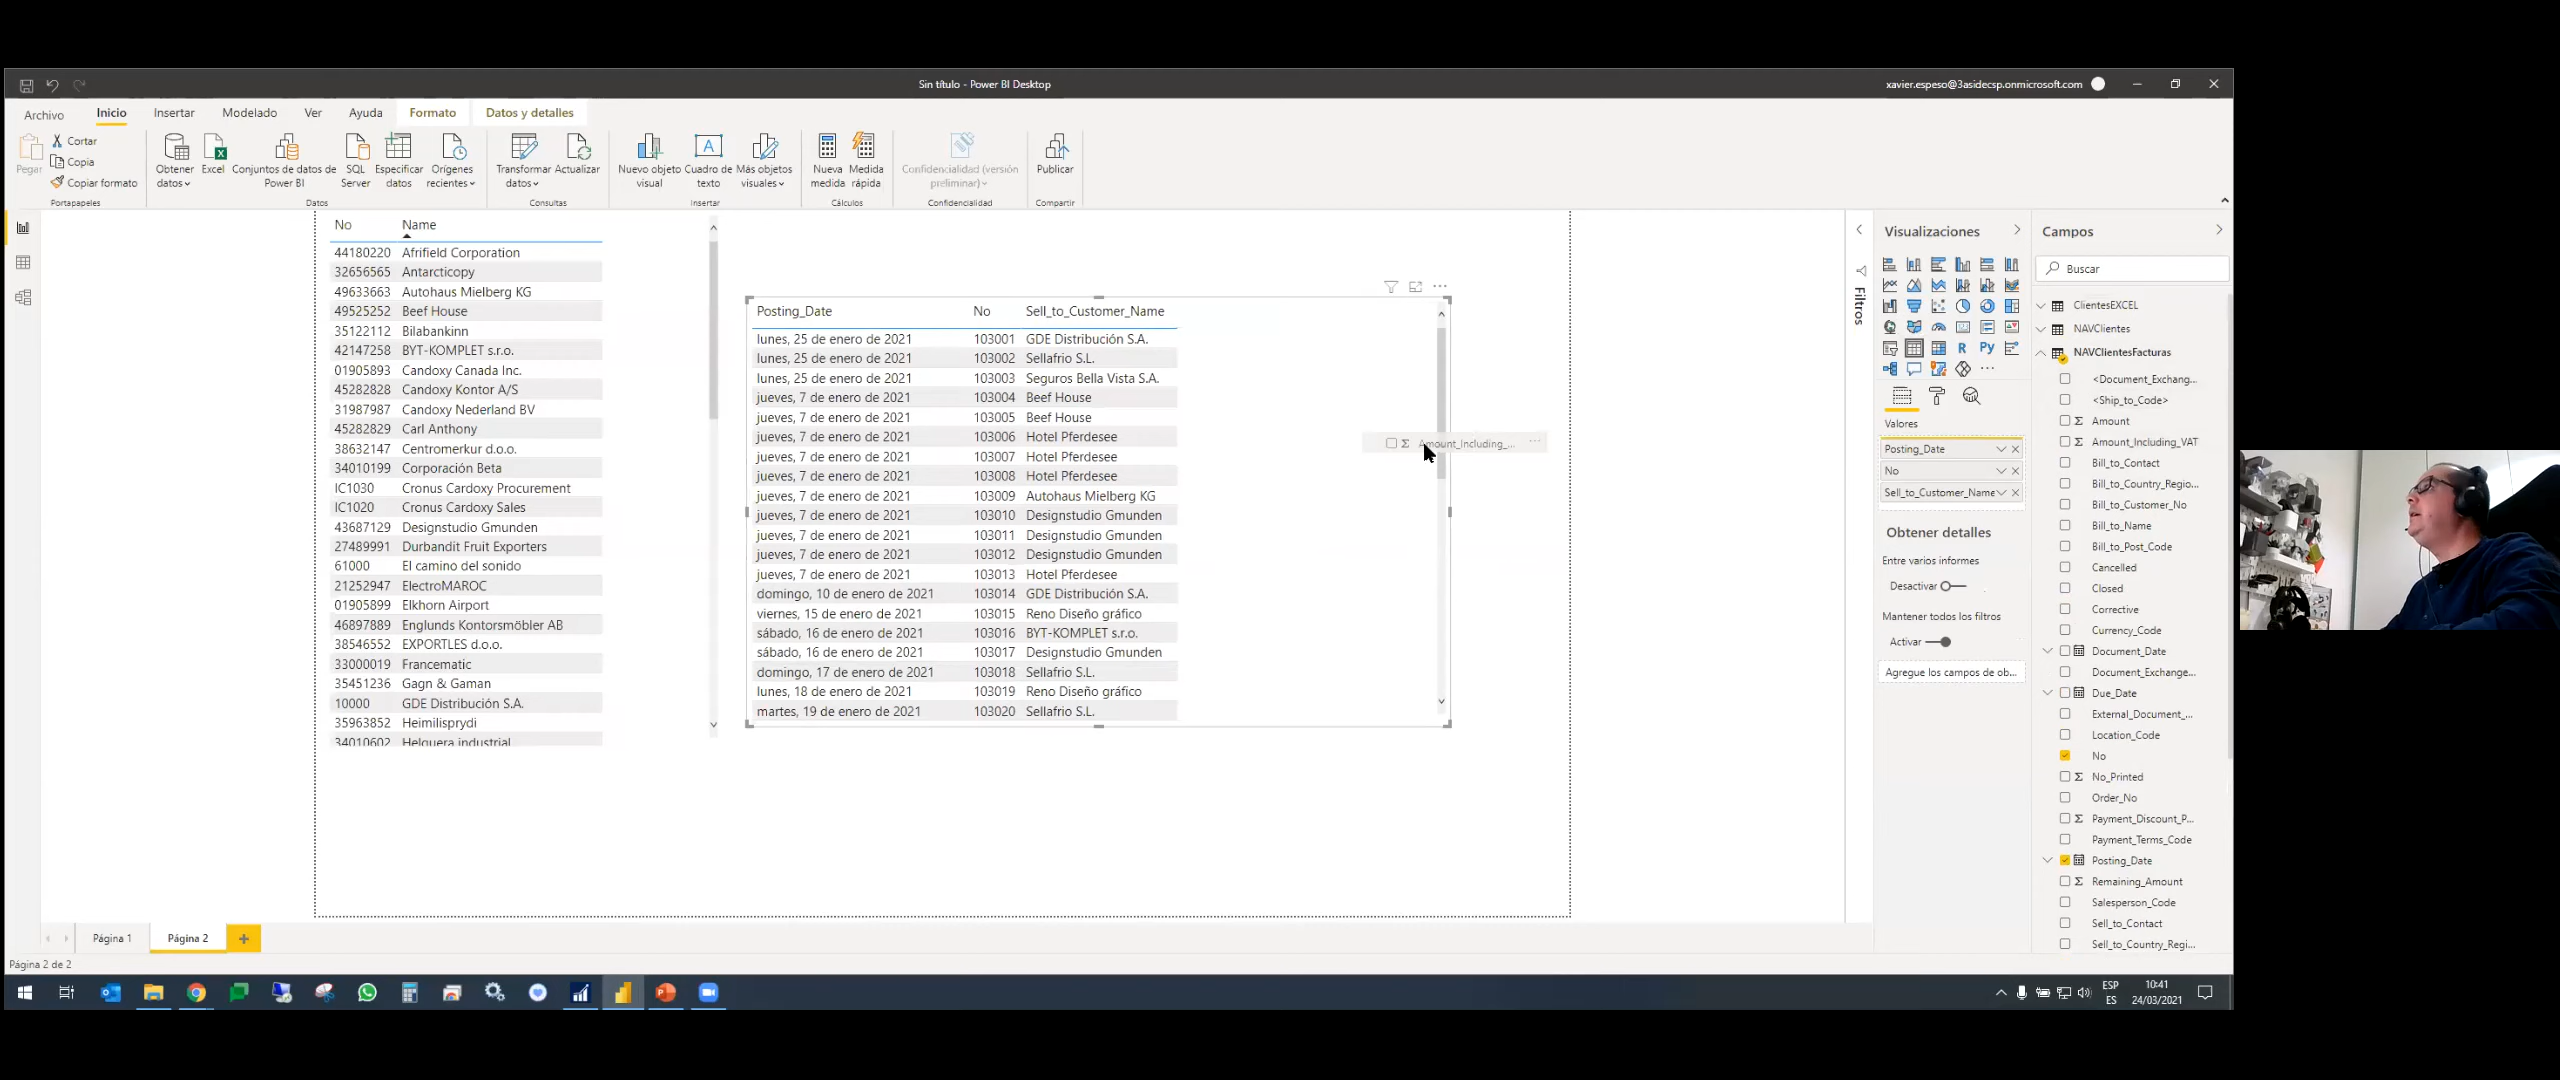 Sin título - Power BI Desktop
xavier.espeso@3asidecsp.onmicrosoft.com
Archivo
Inicio
Insertar
Modelado
Ver
Ayuda
Formato
Datos y detalles
Pegar
Cortar
Copia
Copiar formato
Portapapeles
Obtener datos
Excel
Conjuntos de datos de Power BI
SQL Server
Especificar datos
Orígenes recientes
Datos
Transformar datos
Actualizar
Consultas
Nuevo objeto visual
Cuadro de texto
Más objetos visuales
Insertar
Nueva medida
Medida rápida
Cálculos
Confidencialidad (versión preliminar)
Confidencialidad
Publicar
Compartir
No Name
44180220 Afrifield Corporation
32656565 Antarcticopy
49633663 Autohaus Mielberg KG
49525252 Beef House
35122112 Bilabankinn
42147258 BYT-KOMPLET s.r.o.
01905893 Candoxy Canada Inc.
45282828 Candoxy Kontor A/S
31987987 Candoxy Nederland BV
45282829 Carl Anthony
38632147 Centromerkur d.o.o.
34010199 Corporación Beta
IC1030 Cronus Cardoxy Procurement
IC1020 Cronus Cardoxy Sales
43687129 Designstudio Gmunden
27489991 Durbandit Fruit Exporters
61000 El camino del sonido
21252947 ElectroMAROC
01905899 Elkhorn Airport
46897889 Englunds Kontorsmöbler AB
38546552 EXPORTLES d.o.o.
33000019 Francematic
35451236 Gagn & Gaman
10000 GDE Distribución S.A.
35963852 Heimilisprydi
34010602 Helguera industrial
Posting_Date No Sell_to_Customer_Name
lunes, 25 de enero de 2021 103001 GDE Distribución S.A.
lunes, 25 de enero de 2021 103002 Sellafrio S.L.
lunes, 25 de enero de 2021 103003 Seguros Bella Vista S.A.
jueves, 7 de enero de 2021 103004 Beef House
jueves, 7 de enero de 2021 103005 Beef House
jueves, 7 de enero de 2021 103006 Hotel Pferdesee
jueves, 7 de enero de 2021 103007 Hotel Pferdesee
jueves, 7 de enero de 2021 103008 Hotel Pferdesee
jueves, 7 de enero de 2021 103009 Autohaus Mielberg KG
jueves, 7 de enero de 2021 103010 Designstudio Gmunden
jueves, 7 de enero de 2021 103011 Designstudio Gmunden
jueves, 7 de enero de 2021 103012 Designstudio Gmunden
jueves, 7 de enero de 2021 103013 Hotel Pferdesee
domingo, 10 de enero de 2021 103014 GDE Distribución S.A.
viernes, 15 de enero de 2021 103015 Reno Diseño gráfico
sábado, 16 de enero de 2021 103016 BYT-KOMPLET s.r.o.
sábado, 16 de enero de 2021 103017 Designstudio Gmunden
domingo, 17 de enero de 2021 103018 Sellafrio S.L.
lunes, 18 de enero de 2021 103019 Reno Diseño gráfico
martes, 19 de enero de 2021 103020 Sellafrio S.L.
Σ Amount_Including_... ...
Filtros
Visualizaciones
R Py
Valores
Posting_Date
No
Sell_to_Customer_Name
Obtener detalles
Entre varios informes
Desactivar
Mantener todos los filtros
Activar
Agregue los campos de ob...
Campos
Buscar
ClientesEXCEL
NAVClientes
NAVClientesFacturas
<Document_Exchang...
<Ship_to_Code>
Σ Amount
Σ Amount_Including_VAT
Bill_to_Contact
Bill_to_Country_Regio...
Bill_to_Customer_No
Bill_to_Name
Bill_to_Post_Code
Cancelled
Closed
Corrective
Currency_Code
Document_Date
Document_Exchange...
Due_Date
External_Document_...
Location_Code
No
Σ No_Printed
Order_No
Σ Payment_Discount_P...
Payment_Terms_Code
Posting_Date
Σ Remaining_Amount
Salesperson_Code
Sell_to_Contact
Sell_to_Country_Regi...
Página 1
Página 2
+
Página 2 de 2
ESP
ES
10:41
24/03/2021